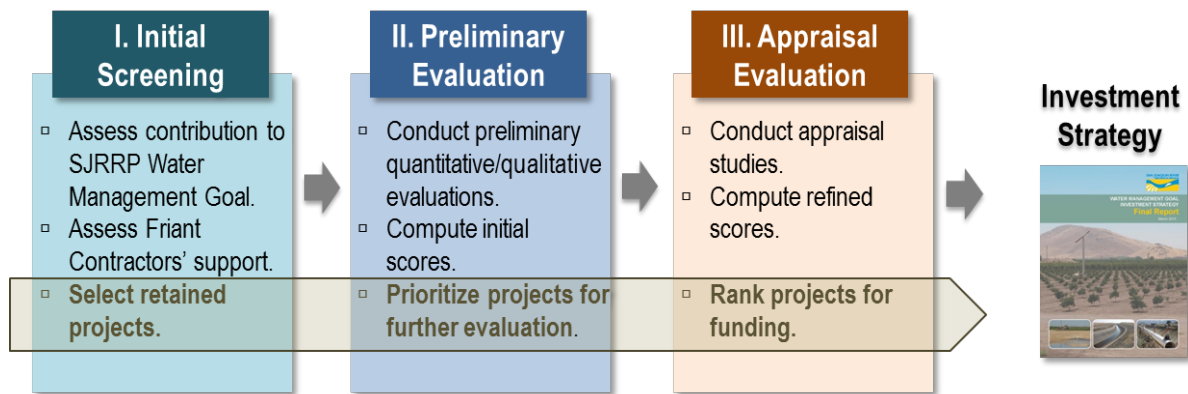 I. Initial
Screening
▫ Assess contribution to
SJRRP Water
Management Goal.
▫ Assess Friant
Contractors' support.
▫ Select retained
projects.
II. Preliminary
Evaluation
▫ Conduct preliminary
quantitative/qualitative
evaluations.
▫ Compute initial
scores.
▫ Prioritize projects for
further evaluation.
III. Appraisal
Evaluation
▫ Conduct appraisal
studies.
▫ Compute refined
scores.
▫ Rank projects for
funding.
Investment
Strategy
WATER MANAGEMENT GOAL
INVESTMENT STRATEGY
Final Report